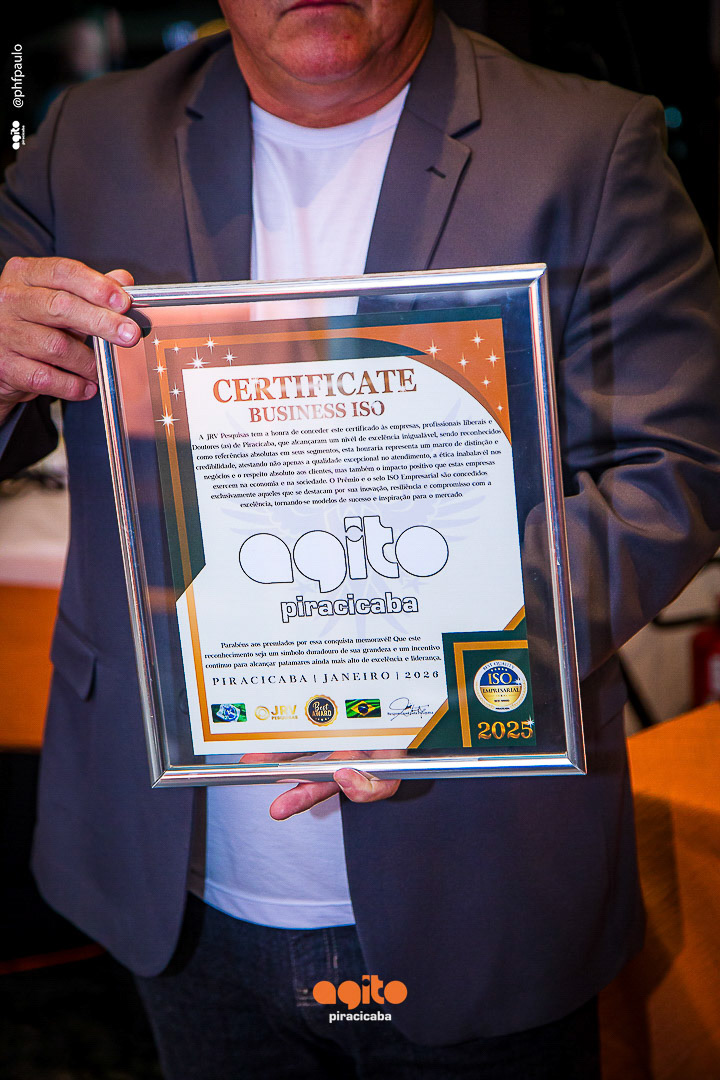 @phfpaulo
agito
piracicaba
CERTIFICATE
BUSINESS ISO
A JRV Pesquisas tem a honra de conceder este certificado às empresas, profissionais liberais e
Doutores (as) de Piracicaba, que alcançaram um nível de excelência inigualável, sendo reconhecidos
como referências absolutas em seus segmentos, esta honraria representa um marco de distinção e
credibilidade, atestando não apenas a qualidade excepcional no atendimento, a ética inabalável nos
negócios e o respeito absoluto aos clientes, mas também o impacto positivo que estas empresas
exercem na economia e na sociedade. O Prêmio e o selo ISO Empresarial são concedidos
exclusivamente àqueles que se destacam por sua inovação, resiliência e compromisso com a
excelência, tornando-se modelos de sucesso e inspiração para o mercado.
agito
piracicaba
Parabéns aos premiados por essa conquista memorável! Que este
reconhecimento seja um símbolo duradouro de sua grandeza e um incentivo
contínuo para alcançar patamares ainda mais alto de excelência e liderança.
PIRACICABA | JANEIRO | 2026
JRV
PESQUISAS
Best
AWARD
ISO
EMPRESARIAL
2025
agito
piracicaba